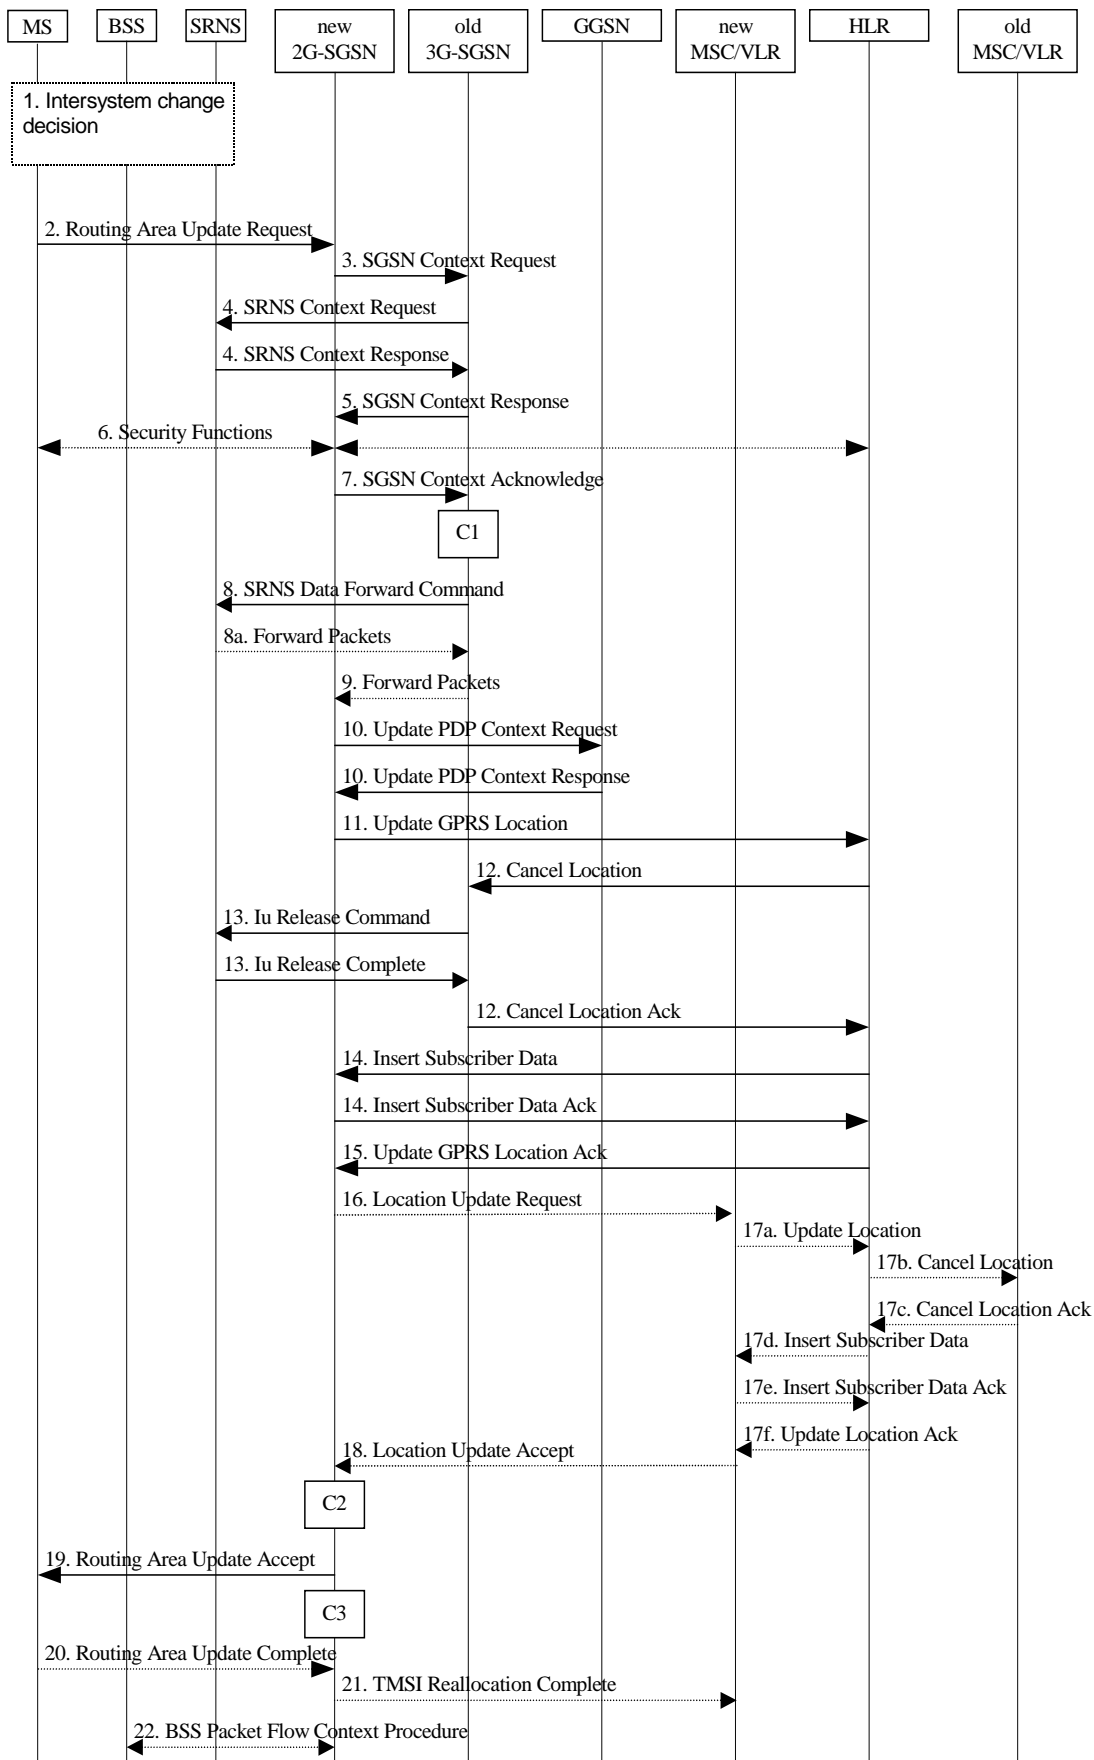 MS
BSS
SRNS
new
2G-SGSN
old
3G-SGSN
GGSN
new
MSC/VLR
HLR
old
MSC/VLR
1. Intersystem change
decision
2. Routing Area Update Request
3. SGSN Context Request
4. SRNS Context Request
4. SRNS Context Response
5. SGSN Context Response
6. Security Functions
7. SGSN Context Acknowledge
C1
8. SRNS Data Forward Command
8a. Forward Packets
9. Forward Packets
10. Update PDP Context Request
10. Update PDP Context Response
11. Update GPRS Location
12. Cancel Location
13. Iu Release Command
13. Iu Release Complete
12. Cancel Location Ack
14. Insert Subscriber Data
14. Insert Subscriber Data Ack
15. Update GPRS Location Ack
16. Location Update Request
17a. Update Location
17b. Cancel Location
17c. Cancel Location Ack
17d. Insert Subscriber Data
17e. Insert Subscriber Data Ack
17f. Update Location Ack
18. Location Update Accept
C2
19. Routing Area Update Accept
C3
20. Routing Area Update Complete
21. TMSI Reallocation Complete
22. BSS Packet Flow Context Procedure